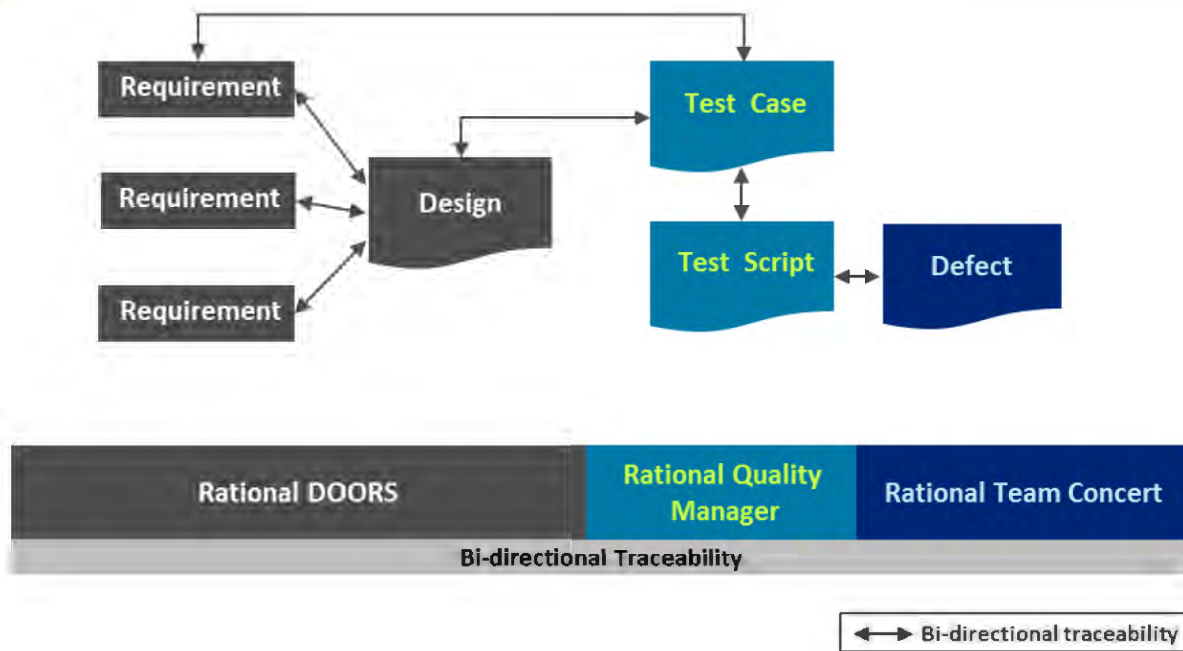 Requirement
Test Case
Requirement
Design
Test Script
Defect
Requirement
Rational DOORS
Rational Quality
Manager
Rational Team Concert
Bi-directional Traceability
Bi-directional traceability